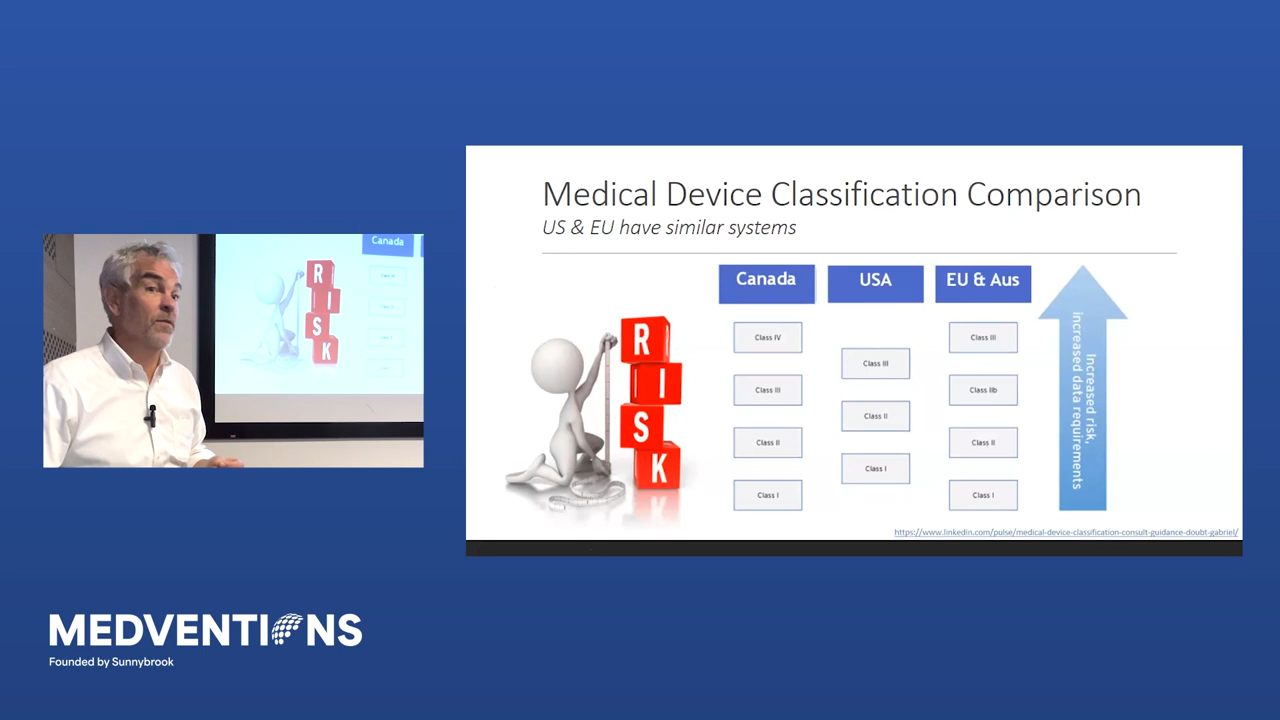 Medical Device Classification Comparison
US & EU have similar systems
Canada
USA
EU & Aus
Class IV
Class III
Class II
Class I
Class III
Class II
Class I
Class III
Class IIb
Class II
Class I
Increased risk,
increased data requirements
R
I
S
K
https://www.linkedin.com/pulse/medical-device-classification-consult-guidance-doubt-gabriel/
Canada
R
I
S
K
MEDVENTIONS
Founded by Sunnybrook